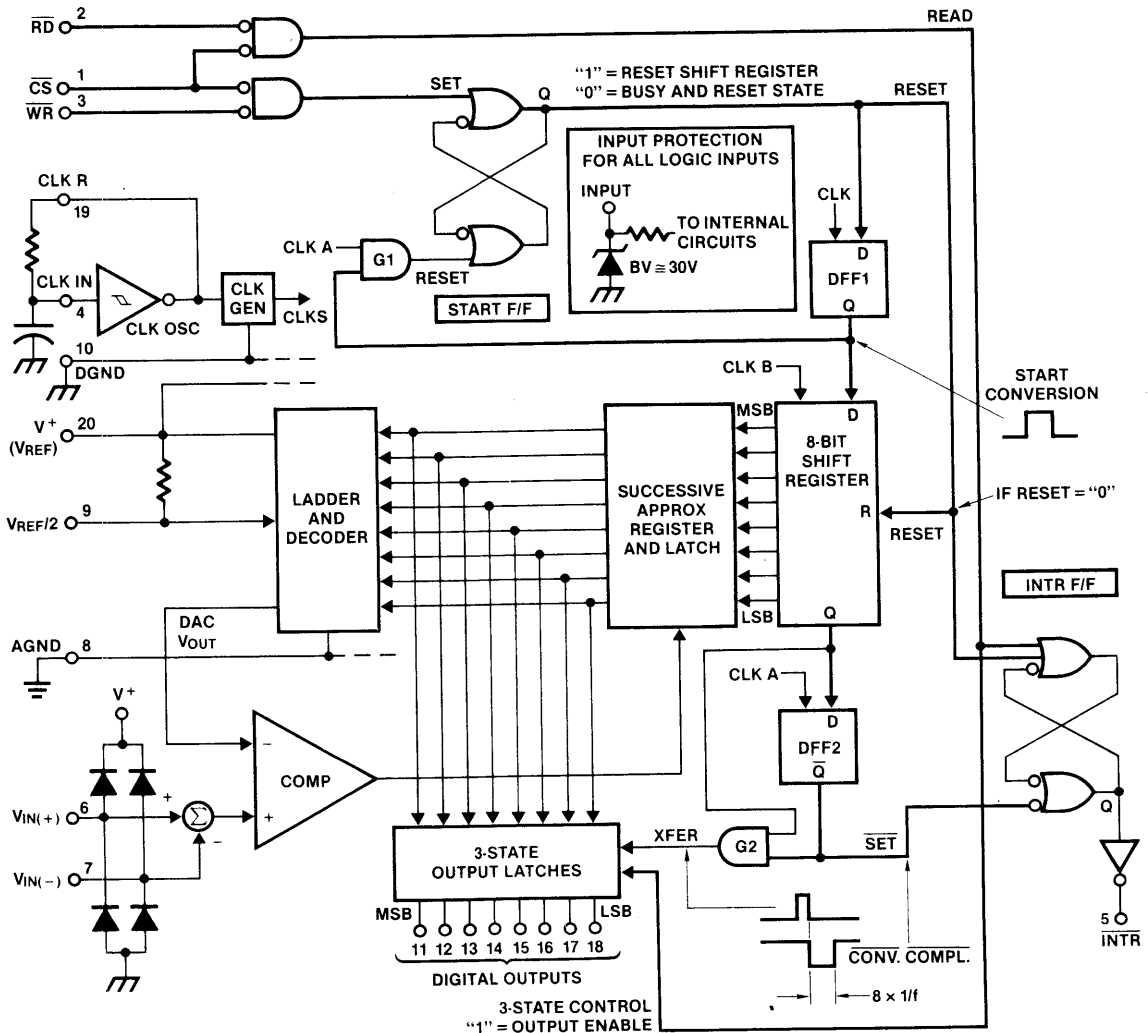 RD
2
READ
CS
1
WR
3
SET
Q
"1" = RESET SHIFT REGISTER
"0" = BUSY AND RESET STATE
RESET
INPUT PROTECTION
FOR ALL LOGIC INPUTS
INPUT
TO INTERNAL
CIRCUITS
BV ≅ 30V
CLK R
19
CLK A
G1
RESET
START F/F
CLK
D
DFF1
Q
CLK IN
4
CLK OSC
CLK
GEN
CLKS
10
DGND
START
CONVERSION
CLK B
V+
(VREF)
20
LADDER
AND
DECODER
SUCCESSIVE
APPROX
REGISTER
AND LATCH
MSB
LSB
D
8-BIT
SHIFT
REGISTER
R
Q
RESET
IF RESET = "0"
VREF/2
9
INTR F/F
DAC
VOUT
AGND
8
V+
CLK A
D
DFF2
Q
COMP
−
+
VIN(+)
6
+
Σ
−
VIN(−)
7
Q
XFER
G2
SET
3-STATE
OUTPUT LATCHES
MSB
LSB
11 12 13 14 15 16 17 18
DIGITAL OUTPUTS
CONV. COMPL.
8 × 1/f
5
INTR
3-STATE CONTROL
"1" = OUTPUT ENABLE